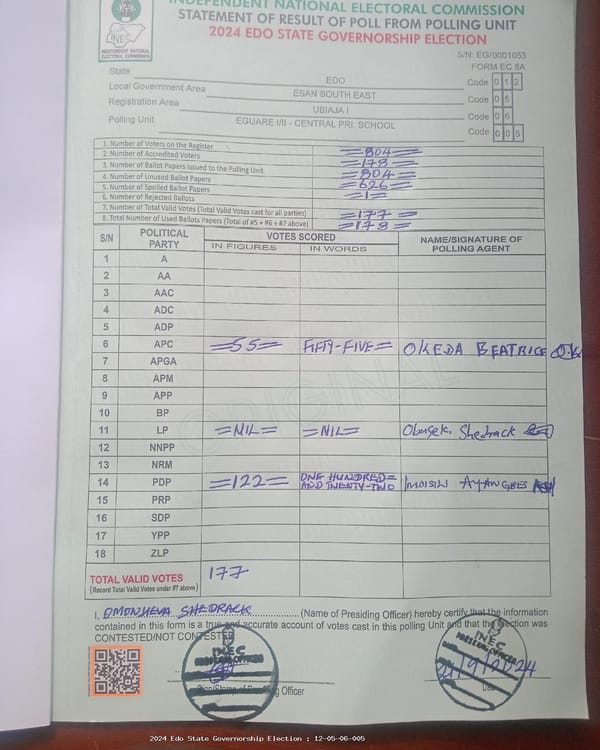 INDEPENDENT NATIONAL ELECTORAL COMMISSION
STATEMENT OF RESULT OF POLL FROM POLLING UNIT
2024 EDO STATE GOVERNORSHIP ELECTION
INEC
INDEPENDENT NATIONAL
ELECTORAL COMMISSION
S/N: EG/0001053
FORM EC 8A
State EDO Code 0 1 2
Local Government Area ESAN SOUTH EAST Code 0 5
Registration Area UBIAJA I Code 0 6
Polling Unit EGUARE I/II - CENTRAL PRI. SCHOOL Code 0 0 5
1. Number of Voters on the Register =804=
2. Number of Accredited Voters =178=
3. Number of Ballot Papers Issued to the Polling Unit =804=
4. Number of Unused Ballot Papers =626=
5. Number of Spoiled Ballot Papers =1=
6. Number of Rejected Ballots
7. Number of Total Valid Votes (Total Valid Votes cast for all parties) =177=
8. Total Number of Used Ballots Papers (Total of #5 + #6 + #7 above) =178=
S/N POLITICAL PARTY VOTES SCORED NAME/SIGNATURE OF POLLING AGENT
IN FIGURES IN WORDS
1 A
2 AA
3 AAC
4 ADC
5 ADP
6 APC =55= FIFTY-FIVE= OKEDA BEATRICE
7 APGA
8 APM
9 APP
10 BP
11 LP =NIL= =NIL= Obaseki Shedrack
12 NNPP
13 NRM
14 PDP =122= ONE HUNDRED= AND TWENTY-TWO
15 PRP
16 SDP
17 YPP
18 ZLP
TOTAL VALID VOTES 177
(Record Total Valid Votes under #7 above)
I, OMONHEVA SHEDRACK (Name of Presiding Officer) hereby certify that the information
contained in this form is a true and accurate account of votes cast in this polling Unit and that the election was
CONTESTED/NOT CONTESTED
INEC
PRESIDING OFFICER
INEC
PRESIDING OFFICER
21/9/2024
Sign/Stamp of Presiding Officer Date
2024 Edo State Governorship Election : 12-05-06-005